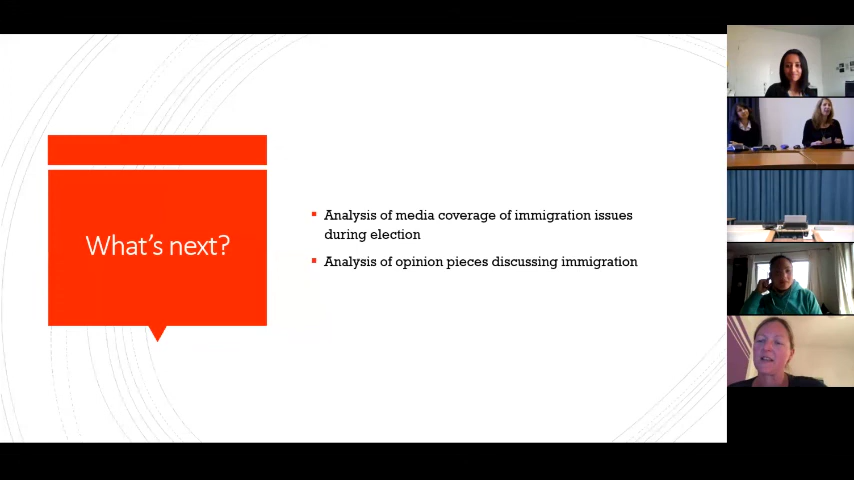 What's next?
Analysis of media coverage of immigration issues
during election
Analysis of opinion pieces discussing immigration